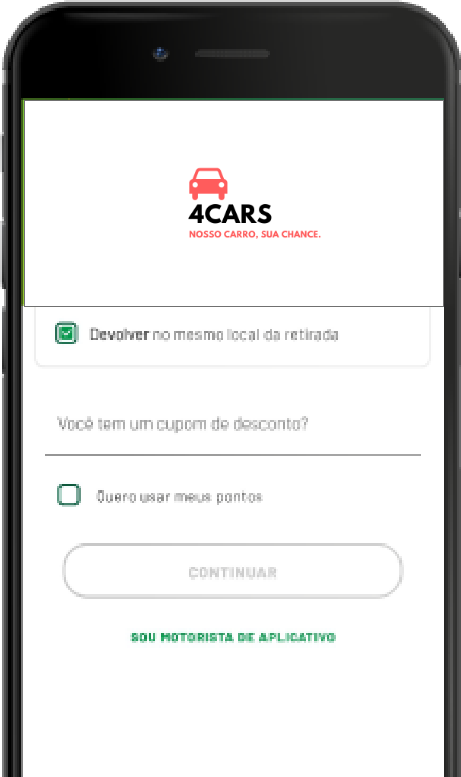 4CARS
NOSSO CARRO, SUA CHANCE.
Devolver no mesmo local da retirada
Você tem um cupom de desconto?
Quero usar meus pontos
CONTINUAR
SOU MOTORISTA DE APLICATIVO